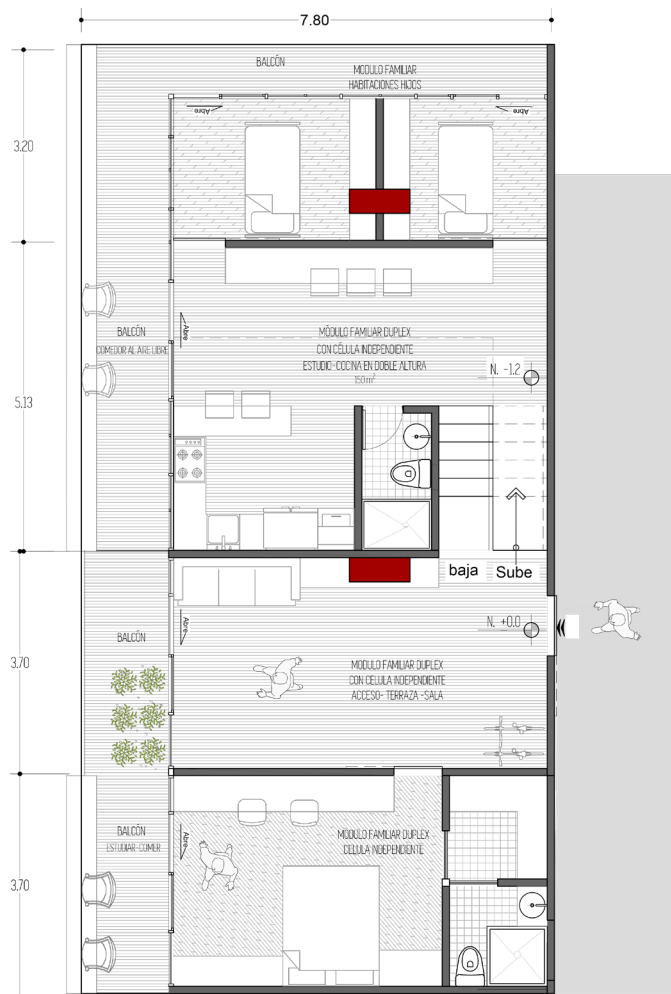 7.80
BALCÓN
MODULO FAMILIAR
HABITACIONES HIJOS
Abre
Abre
3.20
BALCÓN
COMEDOR AL AIRE LIBRE
Abre
MÓDULO FAMILIAR DUPLEX
CON CÉLULA INDEPENDIENTE
ESTUDIO-COCINA EN DOBLE ALTURA
150 m²
N. -1.2
5.13
baja
Sube
BALCÓN
Abre
N. +0.0
3.70
MODULO FAMILIAR DUPLEX
CON CELULA INDEPENDIENTE
ACCESO- TERRAZA -SALA
BALCÓN
ESTUDIAR-COMER
Abre
MODULO FAMILIAR DUPLEX
CELULA INDEPENDIENTE
3.70